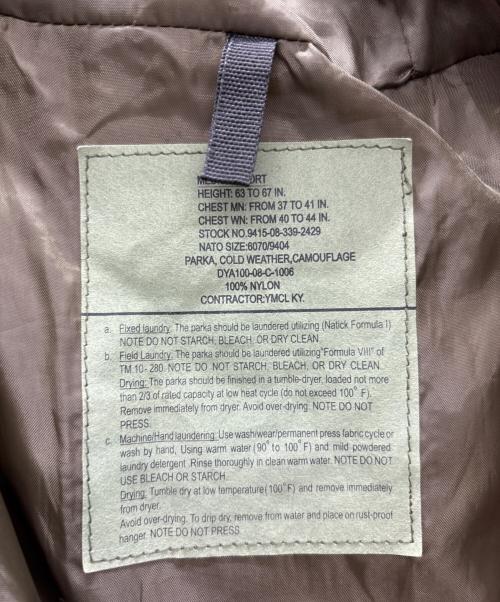 HEIGHT: 63 TO 67 IN.
CHEST MN: FROM 37 TO 41 IN.
CHEST WN: FROM 40 TO 44 IN.
STOCK NO.9415-08-339-2429
NATO SIZE:6070/9404
PARKA, COLD WEATHER,CAMOUFLAGE
DYA100-08-C-1006
100% NYLON
CONTRACTOR:YMCL KY.
a. Fixed laundry: The parka should be laundered utilizing (Natick Formula I)
NOTE DO NOT STARCH, BLEACH, OR DRY CLEAN.
b. Field Laundry: The parka should be laundered utilizing"Formula VIII" of
TM 10- 280. NOTE DO NOT STARCH, BLEACH, OR DRY CLEAN.
Drying: The parka should be finished in a tumble-dryer, loaded not more
than 2/3 of rated capacity at low heat cycle (do not exceed 100° F).
Remove immediately from dryer. Avoid over-drying. NOTE DO NOT
PRESS.
c. Machine/Hand laundering: Use wash/wear/permanent press fabric cycle or
wash by hand, Using warm water (90° to 100° F) and mild powdered
laundry detergent .Rinse thoroughly in clean warm water. NOTE DO NOT
USE BLEACH OR STARCH.
Drying: Tumble dry at low temperature (100° F) and remove immediately
from dryer.
Avoid over-drying. To drip dry, remove from water and place on rust-proof
hanger. NOTE DO NOT PRESS